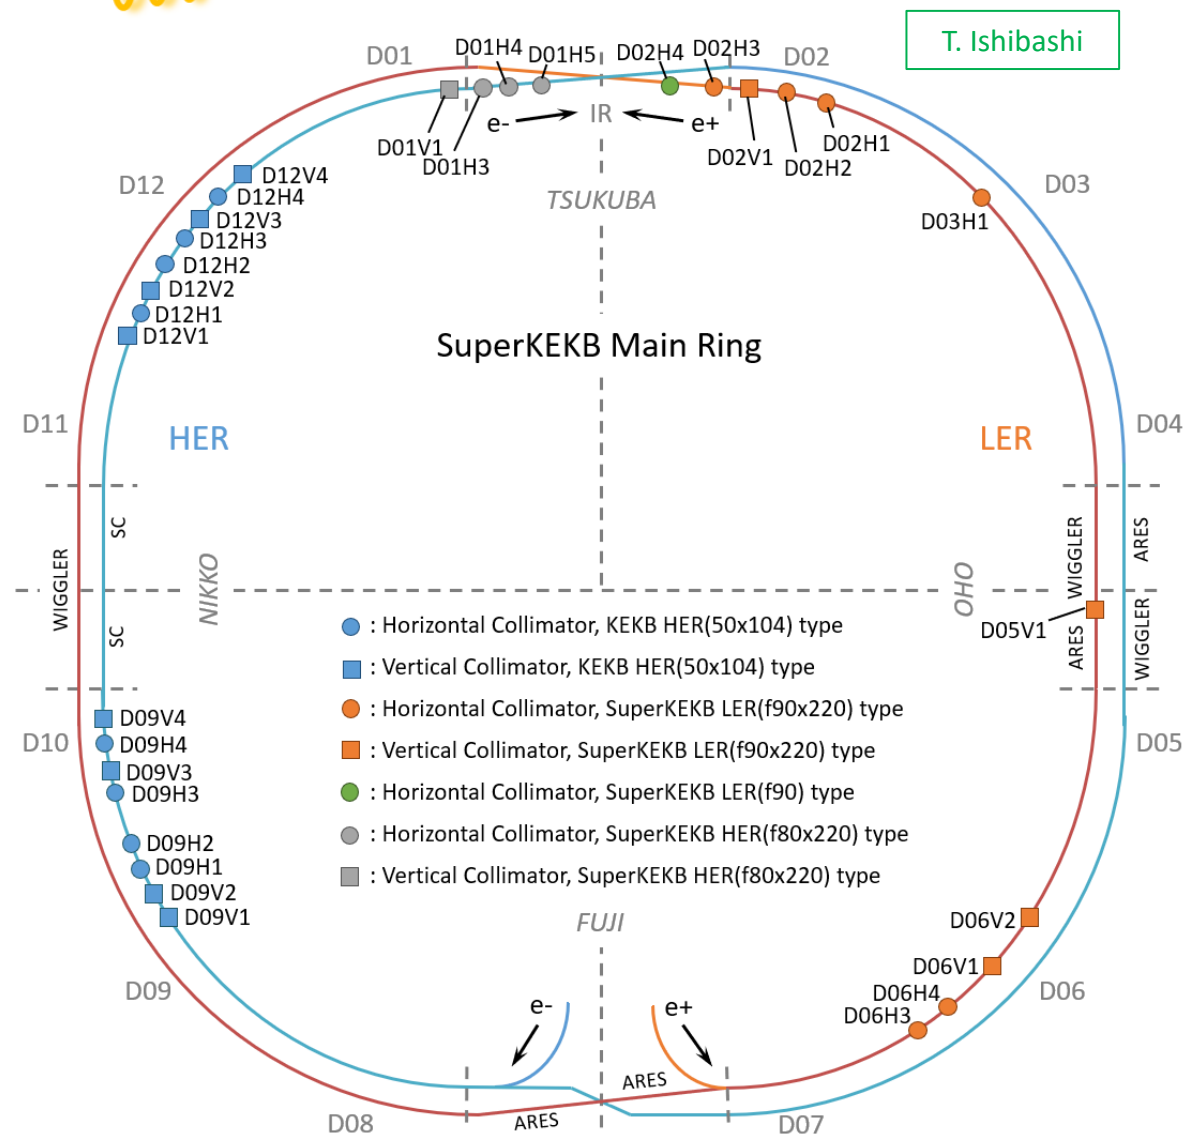 T. Ishibashi
D01
D01H4
D01H5
D02H4
D02H3
D02
e-
IR
e+
D01V1
D01H3
D02V1
D02H2
D02H1
D12
D12V4
D12H4
D12V3
D12H3
D12H2
D12V2
D12H1
D12V1
TSUKUBA
D03
D03H1
SuperKEKB Main Ring
D11
HER
LER
D04
SC
SC
WIGGLER
NIKKO
OHO
WIGGLER
ARES
ARES
WIGGLER
D05V1
: Horizontal Collimator, KEKB HER(50x104) type
: Vertical Collimator, KEKB HER(50x104) type
: Horizontal Collimator, SuperKEKB LER(f90x220) type
: Vertical Collimator, SuperKEKB LER(f90x220) type
: Horizontal Collimator, SuperKEKB LER(f90) type
: Horizontal Collimator, SuperKEKB HER(f80x220) type
: Vertical Collimator, SuperKEKB HER(f80x220) type
D10
D09V4
D09H4
D09V3
D09H3
D09H2
D09H1
D09V2
D09V1
D05
FUJI
D06V2
D06V1
D06H4
D06H3
D09
D06
e-
e+
ARES
ARES
D08
D07